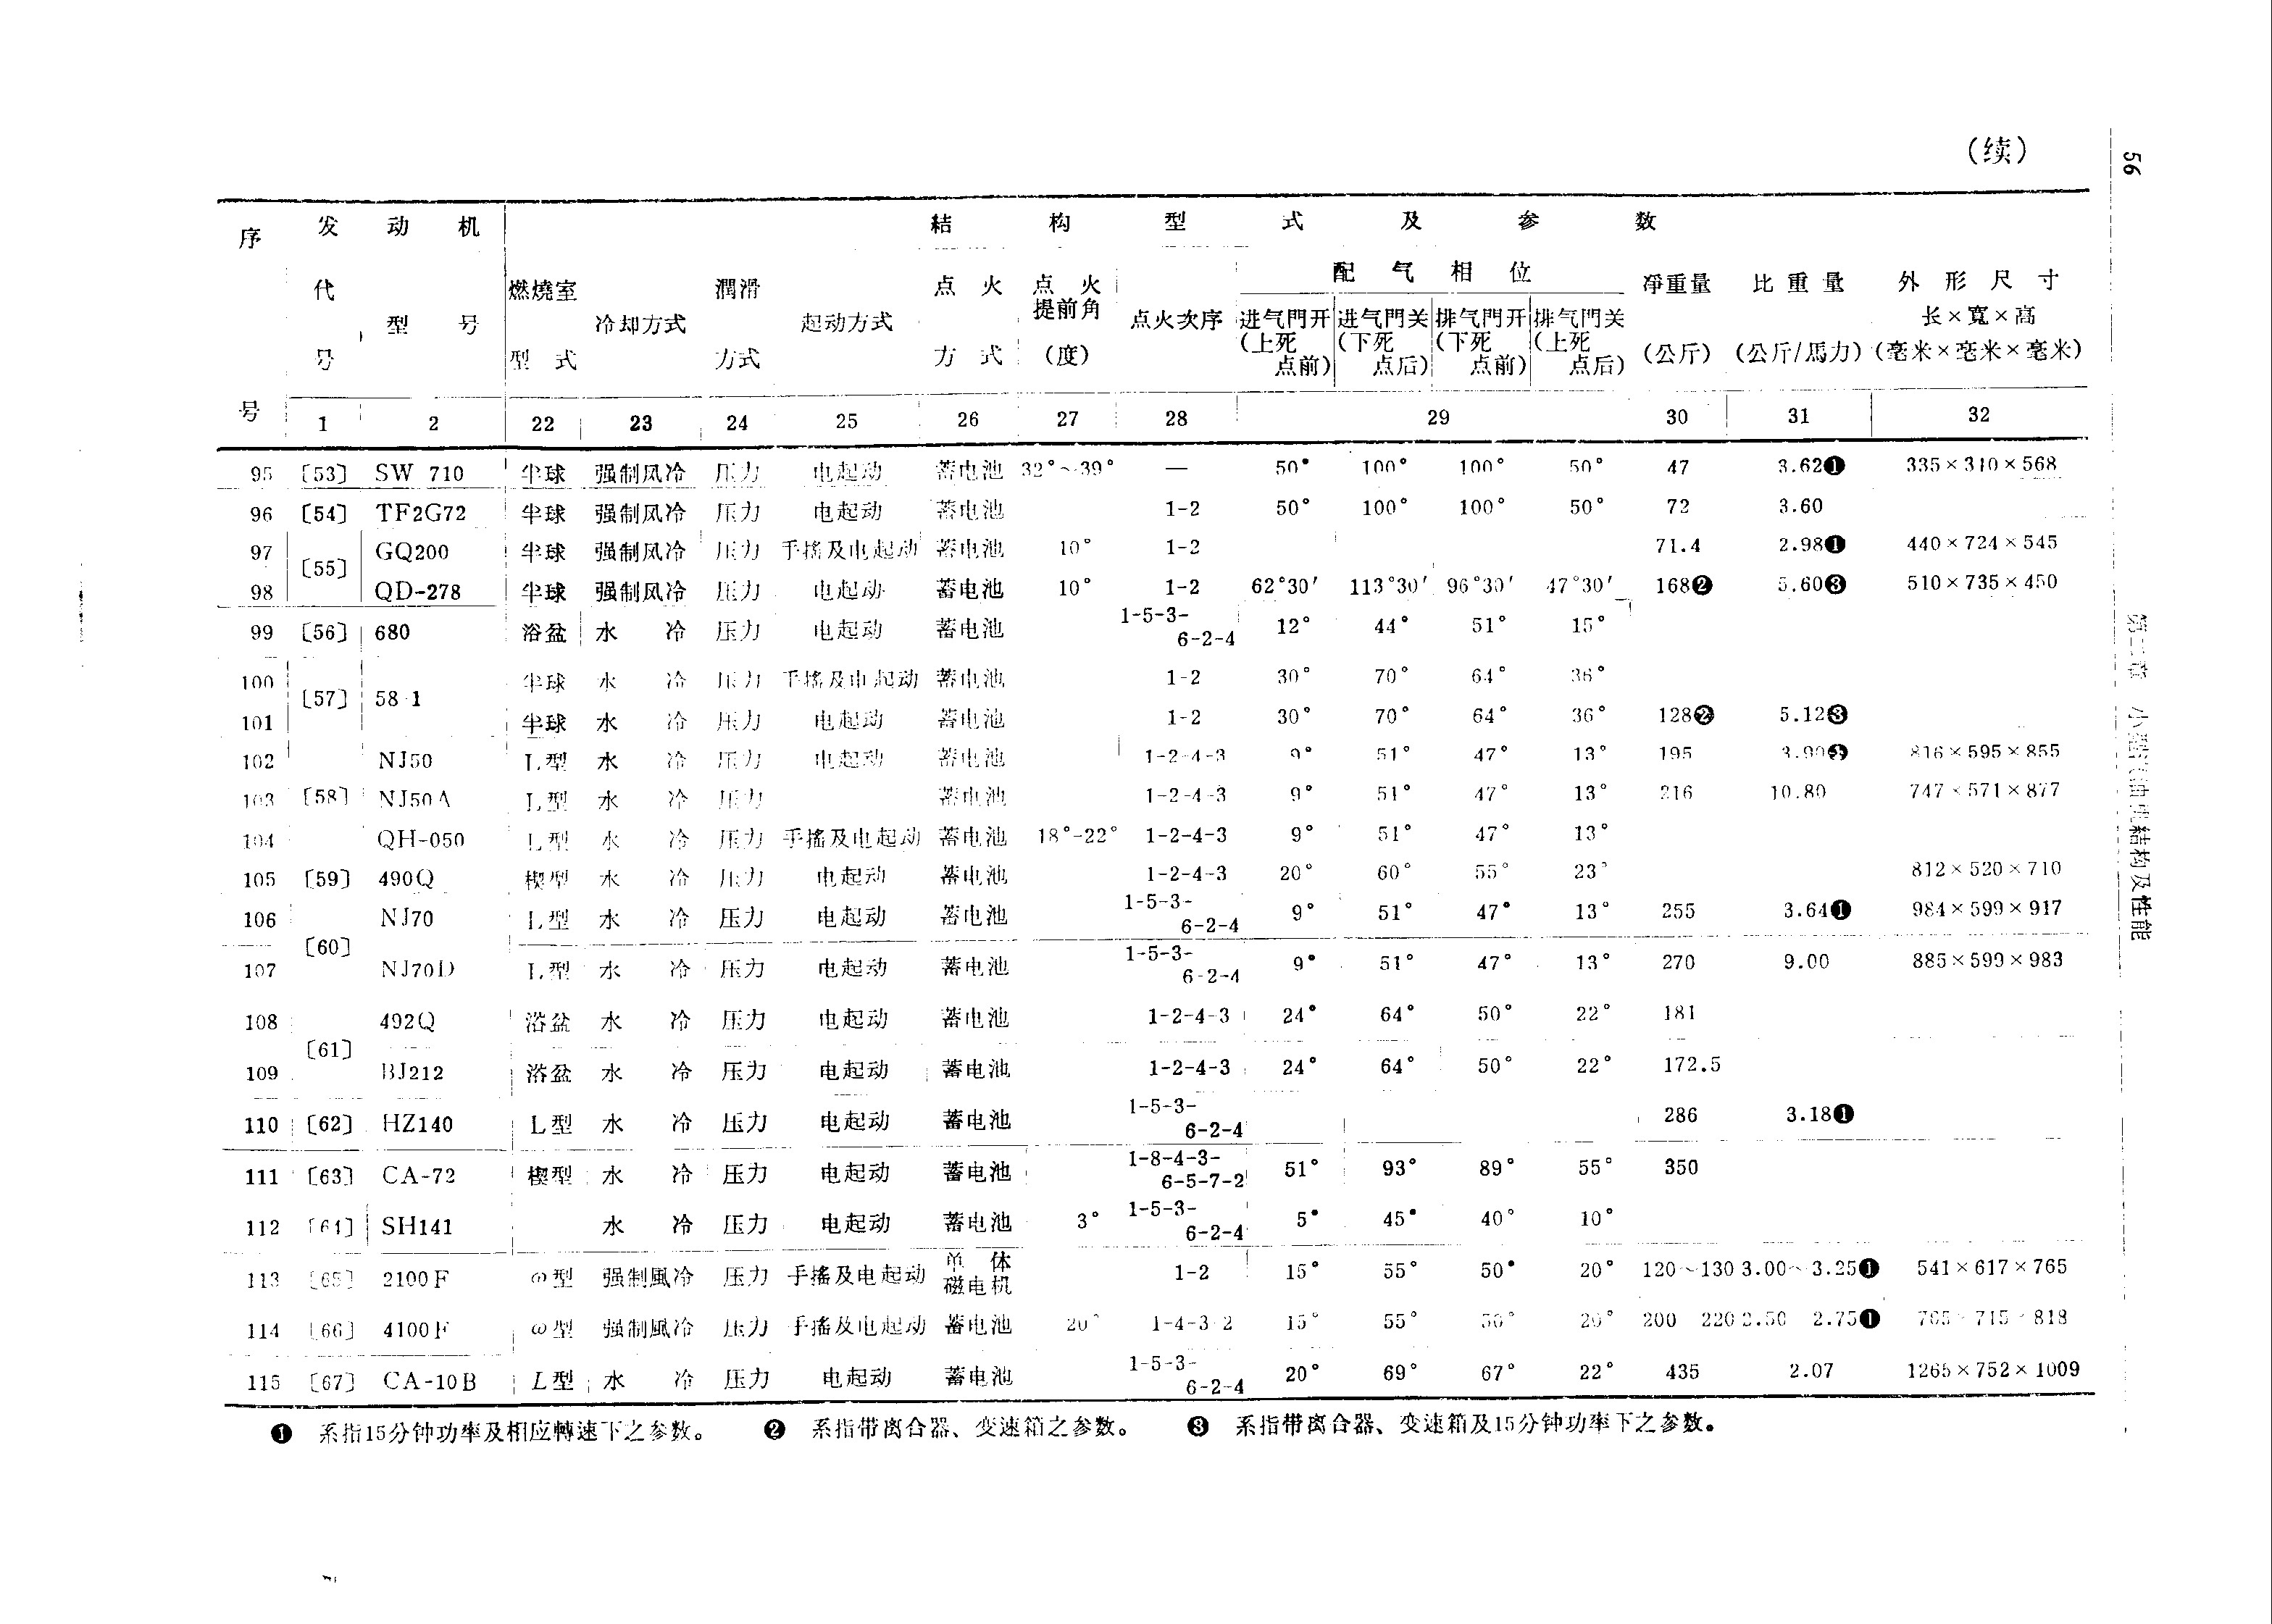 (续)
56
序 发 动 机 結 构 型 式 及 参 数
代 燃燒室 潤滑 点 火 点 火 配 气 相 位 净重量 比 重 量 外 形 尺 寸
型 号 冷却方式 起动方式 提前角 点火次序 进气門开 进气門关 排气門开 排气門关 长×寬×高
号 型 式 方式 方 式 (度) (上死点前) (下死点后) (下死点前) (上死点后) (公斤) (公斤/馬力) (毫米×毫米×毫米)
号 1 2 22 23 24 25 26 27 28 29 30 31 32
95 〔53〕 SW 710 半球 强制风冷 压力 电起动 蓄电池 32°~39° — 50° 100° 100° 50° 47 3.62❶ 335×310×568
96 〔54〕 TF2G72 半球 强制风冷 压力 电起动 蓄电池 1-2 50° 100° 100° 50° 72 3.60
97 〔55〕 GQ200 半球 强制风冷 压力 手搖及电起动 蓄电池 10° 1-2 71.4 2.98❶ 440×724×545
98 QD-278 半球 强制风冷 压力 电起动 蓄电池 10° 1-2 62°30′ 113°30′ 96°30′ 47°30′ 168❷ 5.60❸ 510×735×450
99 〔56〕 680 浴盆 水 冷 压力 电起动 蓄电池 1-5-3-6-2-4 12° 44° 51° 15°
100 〔57〕 58-1 半球 水 冷 压力 手搖及电起动 蓄电池 1-2 30° 70° 64° 36°
101 半球 水 冷 压力 电起动 蓄电池 1-2 30° 70° 64° 36° 128❷ 5.12❸
102 NJ50 L型 水 冷 压力 电起动 蓄电池 1-2-4-3 9° 51° 47° 13° 195 3.90❸ 816×595×855
103 〔58〕 NJ50A L型 水 冷 压力 蓄电池 1-2-4-3 9° 51° 47° 13° 216 10.80 747×571×877
104 QH-050 L型 水 冷 压力 手搖及电起动 蓄电池 18°-22° 1-2-4-3 9° 51° 47° 13°
105 〔59〕 490Q 楔型 水 冷 压力 电起动 蓄电池 1-2-4-3 20° 60° 55° 23° 812×520×710
106 〔60〕 NJ70 L型 水 冷 压力 电起动 蓄电池 1-5-3-6-2-4 9° 51° 47° 13° 255 3.64❶ 984×599×917
107 NJ70D L型 水 冷 压力 电起动 蓄电池 1-5-3-6-2-4 9° 51° 47° 13° 270 9.00 885×599×983
108 〔61〕 492Q 浴盆 水 冷 压力 电起动 蓄电池 1-2-4-3 24° 64° 50° 22° 181
109 BJ212 浴盆 水 冷 压力 电起动 蓄电池 1-2-4-3 24° 64° 50° 22° 172.5
110 〔62〕 HZ140 L型 水 冷 压力 电起动 蓄电池 1-5-3-6-2-4 286 3.18❶
111 〔63〕 CA-72 楔型 水 冷 压力 电起动 蓄电池 1-8-4-3-6-5-7-2 51° 93° 89° 55° 350
112 〔64〕 SH141 水 冷 压力 电起动 蓄电池 3° 1-5-3-6-2-4 5° 45° 40° 10°
113 〔65〕 2100F ω型 强制風冷 压力 手搖及电起动 单体磁电机 1-2 15° 55° 50° 20° 120~130 3.00~3.25❶ 541×617×765
114 〔66〕 4100F ω型 强制風冷 压力 手搖及电起动 蓄电池 20° 1-4-3-2 15° 55° 50° 20° 200 220 2.50 2.75❶ 765×715×818
115 〔67〕 CA-10B L型 水 冷 压力 电起动 蓄电池 1-5-3-6-2-4 20° 69° 67° 22° 435 2.07 1265×752×1009
❶ 系指15分钟功率及相应轉速下之参数。 ❷ 系指带离合器、变速箱之参数。 ❸ 系指带离合器、变速箱及15分钟功率下之参数。
第二章 小型汽油机結构及性能